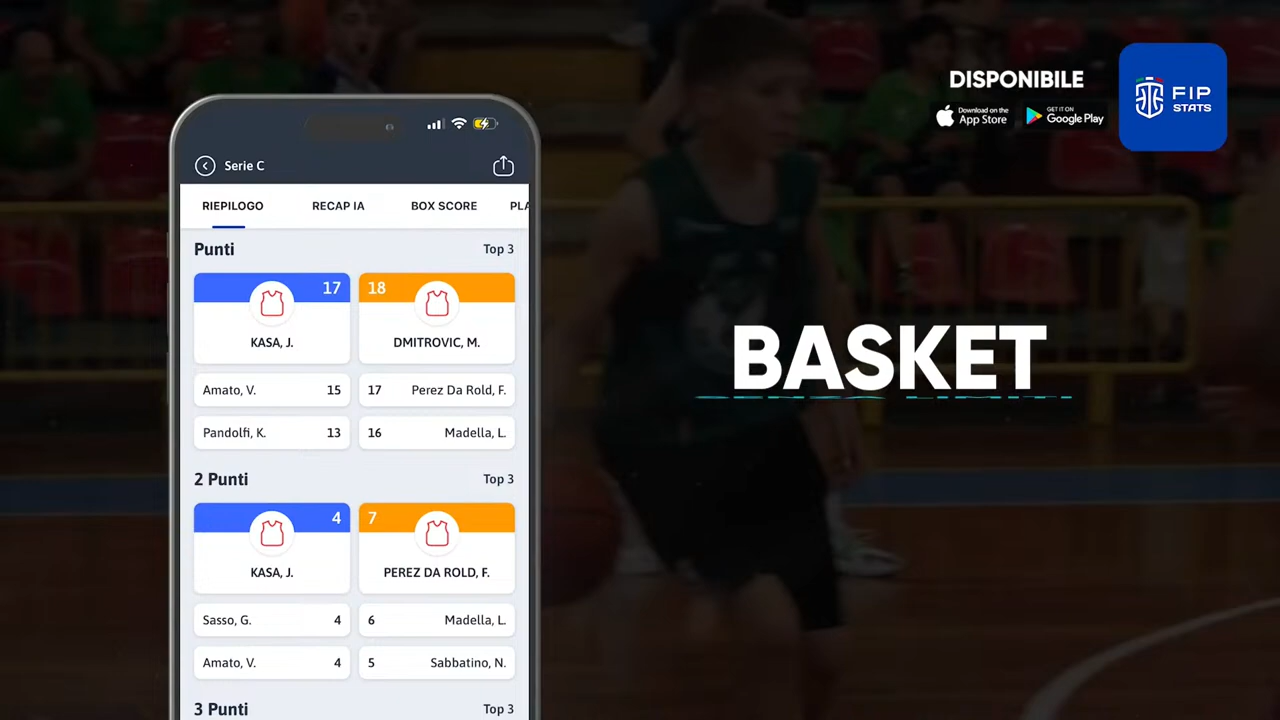 DISPONIBILE
Download on the
App Store
GET IT ON
Google Play
FIP
STATS
Serie C
RIEPILOGO
RECAP IA
BOX SCORE
PLA
Punti
Top 3
17
KASA, J.
18
DMITROVIC, M.
Amato, V. 15
17 Perez Da Rold, F.
Pandolfi, K. 13
16 Madella, L.
2 Punti
Top 3
4
KASA, J.
7
PEREZ DA ROLD, F.
Sasso, G. 4
6 Madella, L.
Amato, V. 4
5 Sabbatino, N.
3 Punti
Top 3
BASKET